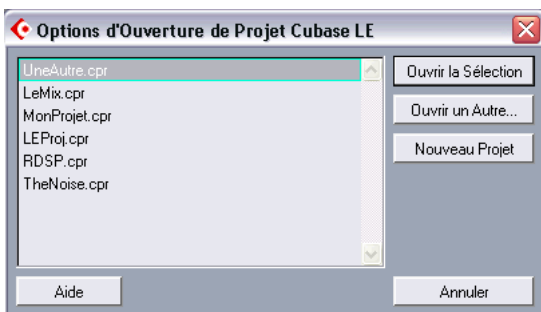 Options d'Ouverture de Projet Cubase LE
UneAutre.cpr
LeMix.cpr
MonProjet.cpr
LEProj.cpr
RDSP.cpr
TheNoise.cpr
Ouvrir la Sélection
Ouvrir un Autre...
Nouveau Projet
Aide
Annuler